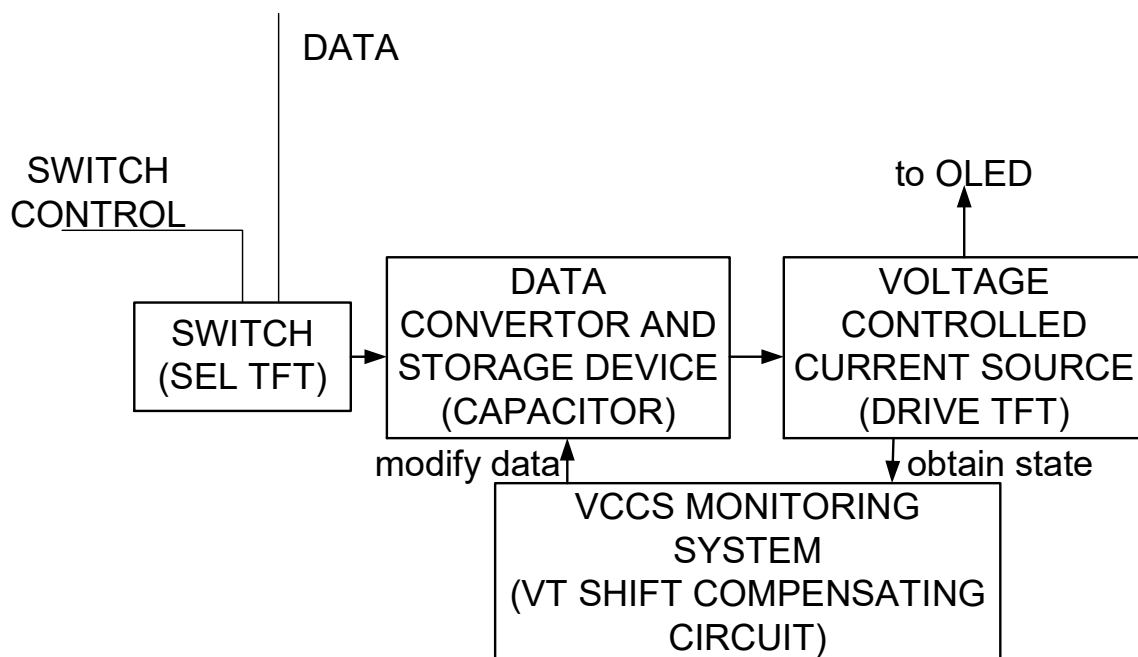 DATA
SWITCH
CONTROL
to OLED
SWITCH
(SEL TFT)
DATA
CONVERTOR AND
STORAGE DEVICE
(CAPACITOR)
VOLTAGE
CONTROLLED
CURRENT SOURCE
(DRIVE TFT)
modify data
obtain state
VCCS MONITORING
SYSTEM
(VT SHIFT COMPENSATING
CIRCUIT)